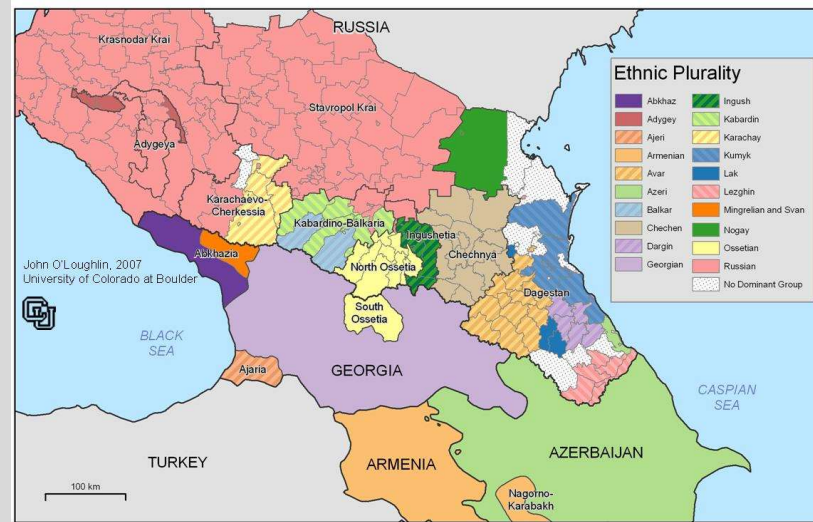 RUSSIA
Krasnodar Krai
Stavropol Krai
Adygeya
Karachaevo-
Cherkessia
Kabardino-Balkaria
Ingushetia
Chechnya
North Ossetia
Abkhazia
South
Ossetia
Dagestan
John O'Loughlin, 2007
University of Colorado at Boulder
CU
BLACK
SEA
Ajaria
GEORGIA
CASPIAN
SEA
TURKEY
ARMENIA
AZERBAIJAN
Nagorno-
Karabakh
100 km
Ethnic Plurality
Abkhaz
Adygey
Ajeri
Armenian
Avar
Azeri
Balkar
Chechen
Dargin
Georgian
Ingush
Kabardin
Karachay
Kumyk
Lak
Lezghin
Mingrelian and Svan
Nogay
Ossetian
Russian
No Dominant Group